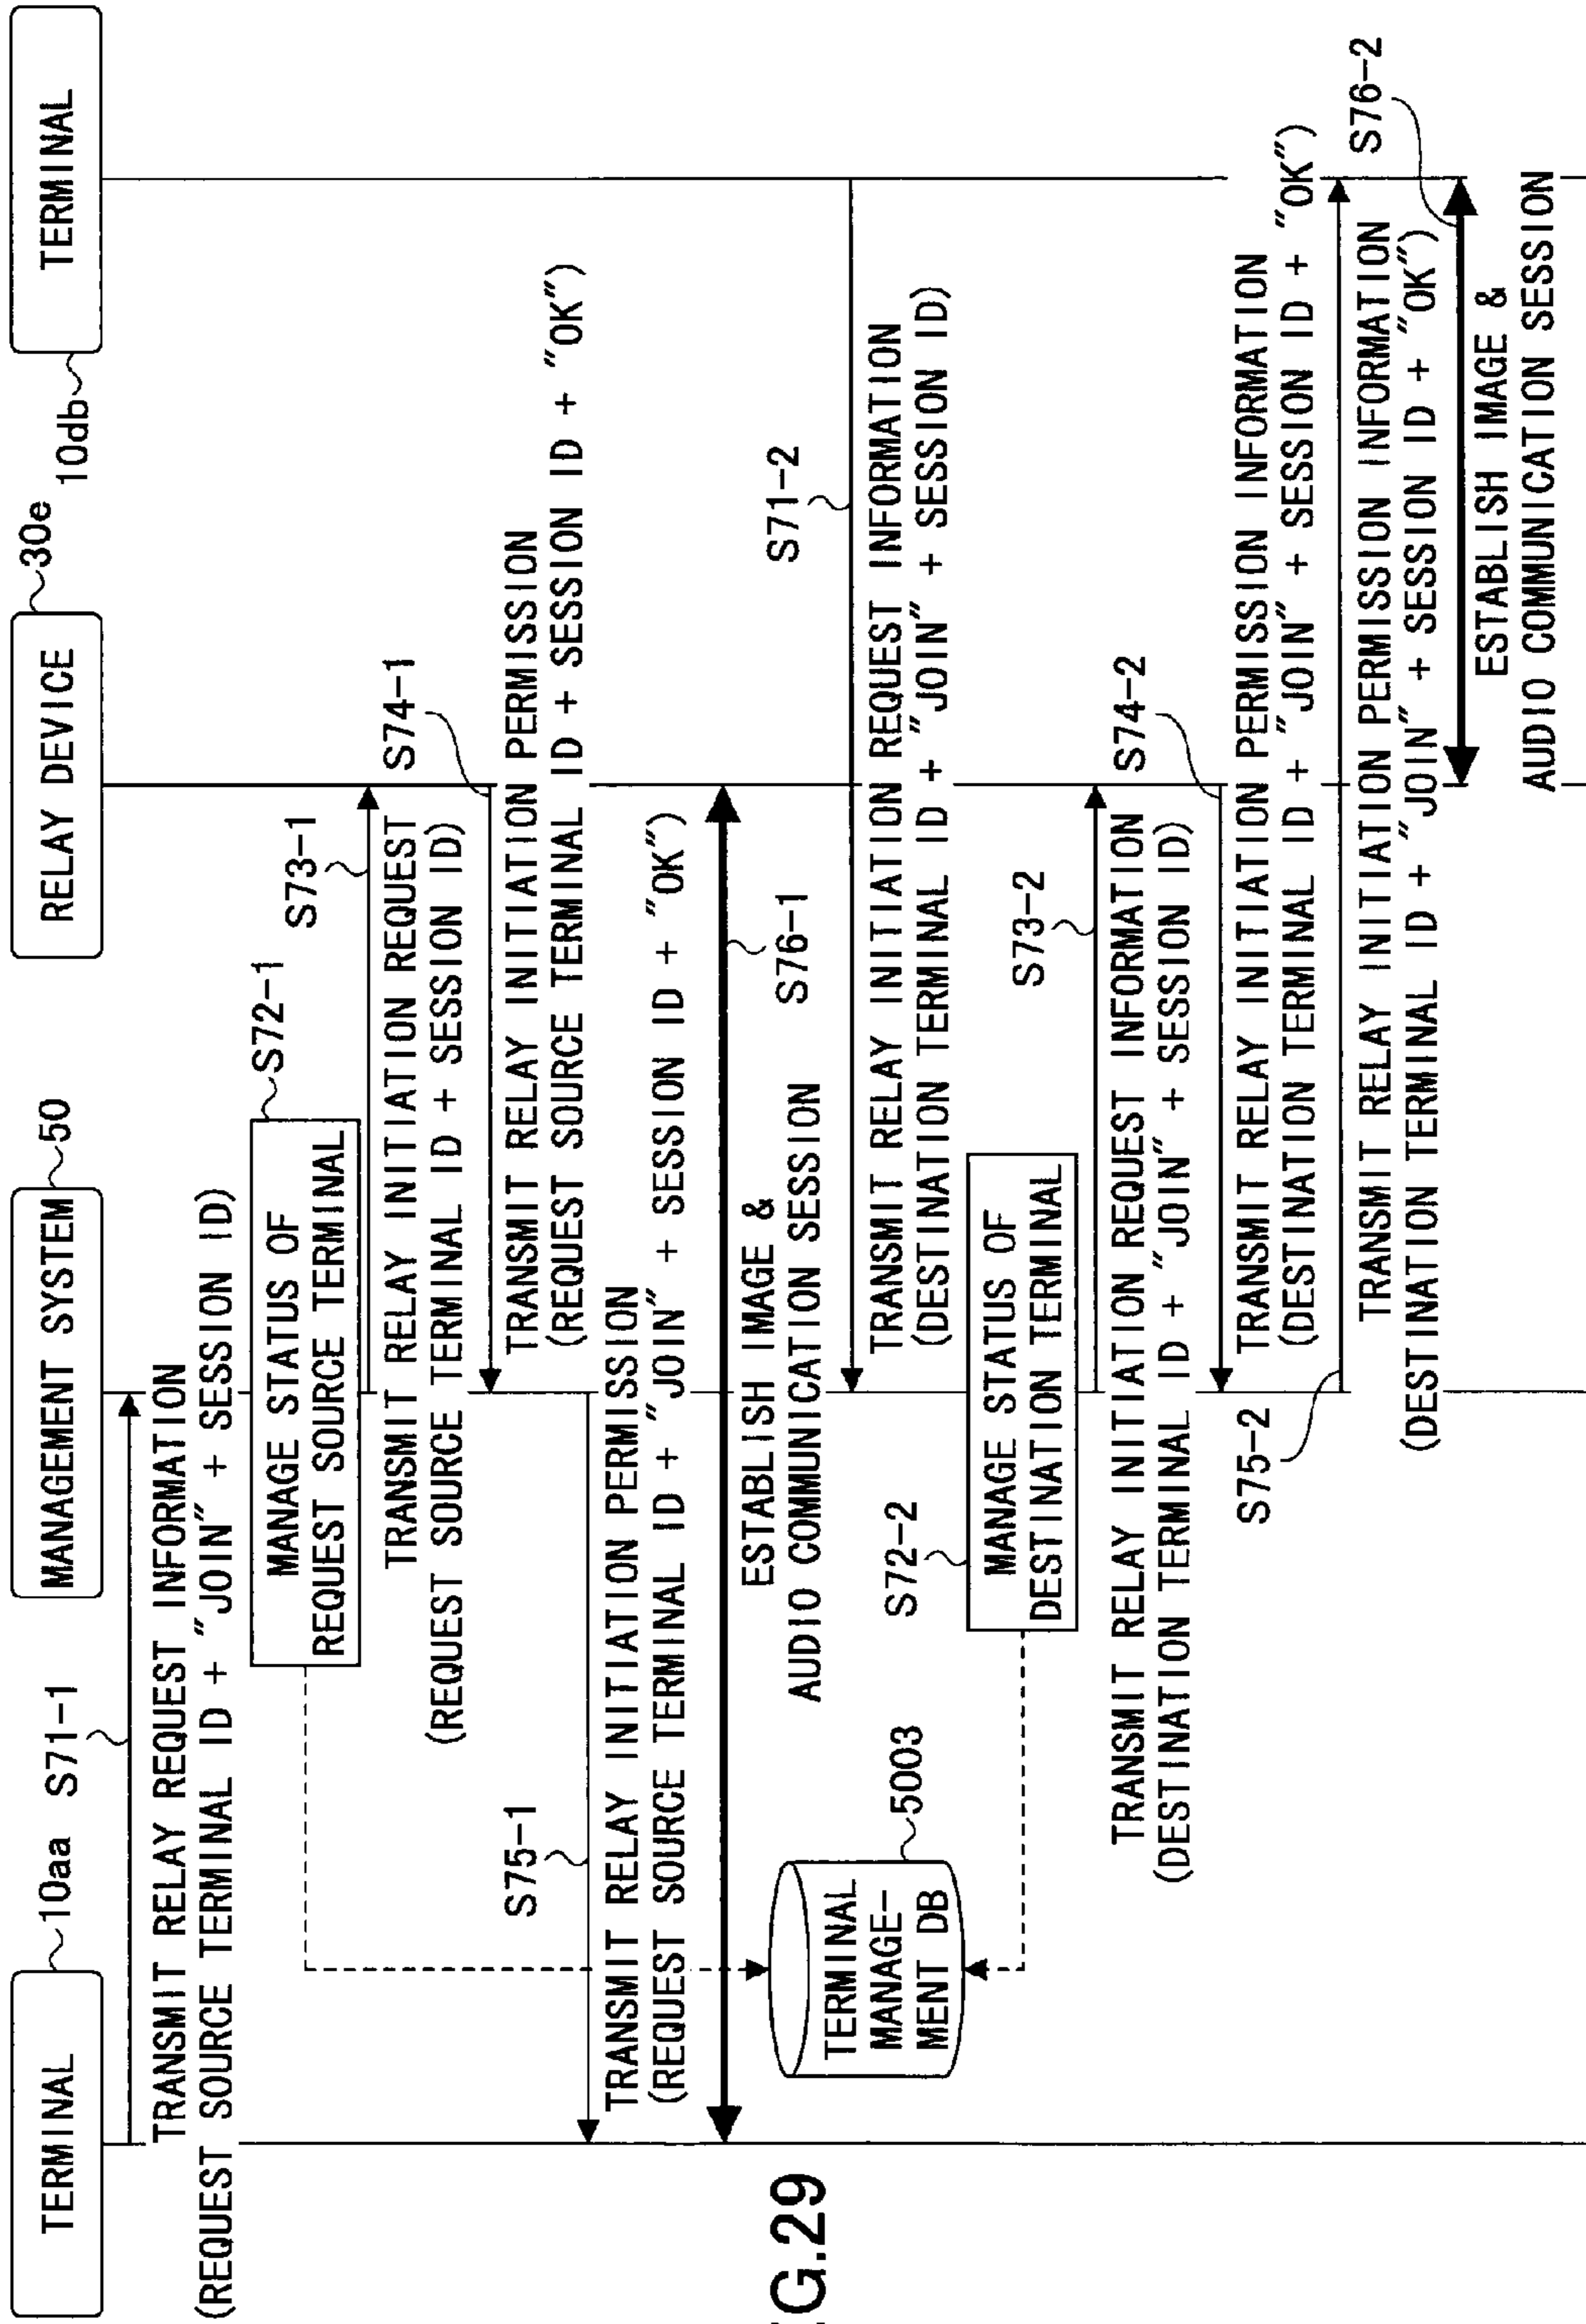 TERMINAL
10aa
MANAGEMENT SYSTEM
50
RELAY DEVICE
30e
TERMINAL
10db
S71-1
TRANSMIT RELAY REQUEST INFORMATION
(REQUEST SOURCE TERMINAL ID + "JOIN" + SESSION ID)
S72-1
MANAGE STATUS OF
REQUEST SOURCE TERMINAL
S73-1
TRANSMIT RELAY INITIATION REQUEST
(REQUEST SOURCE TERMINAL ID + SESSION ID)
S74-1
TRANSMIT RELAY INITIATION PERMISSION
(REQUEST SOURCE TERMINAL ID + SESSION ID + "OK")
S75-1
TRANSMIT RELAY INITIATION PERMISSION
(REQUEST SOURCE TERMINAL ID + "JOIN" + SESSION ID + "OK")
S76-1
ESTABLISH IMAGE &
AUDIO COMMUNICATION SESSION
TERMINAL
MANAGE-
MENT DB
5003
S71-2
TRANSMIT RELAY INITIATION REQUEST INFORMATION
(DESTINATION TERMINAL ID + "JOIN" + SESSION ID)
S72-2
MANAGE STATUS OF
DESTINATION TERMINAL
S73-2
TRANSMIT RELAY INITIATION REQUEST INFORMATION
(DESTINATION TERMINAL ID + "JOIN" + SESSION ID)
S74-2
TRANSMIT RELAY INITIATION PERMISSION INFORMATION
(DESTINATION TERMINAL ID + "JOIN" + SESSION ID + "OK")
S75-2
TRANSMIT RELAY INITIATION PERMISSION INFORMATION
(DESTINATION TERMINAL ID + "JOIN" + SESSION ID + "OK")
S76-2
ESTABLISH IMAGE &
AUDIO COMMUNICATION SESSION
G.29